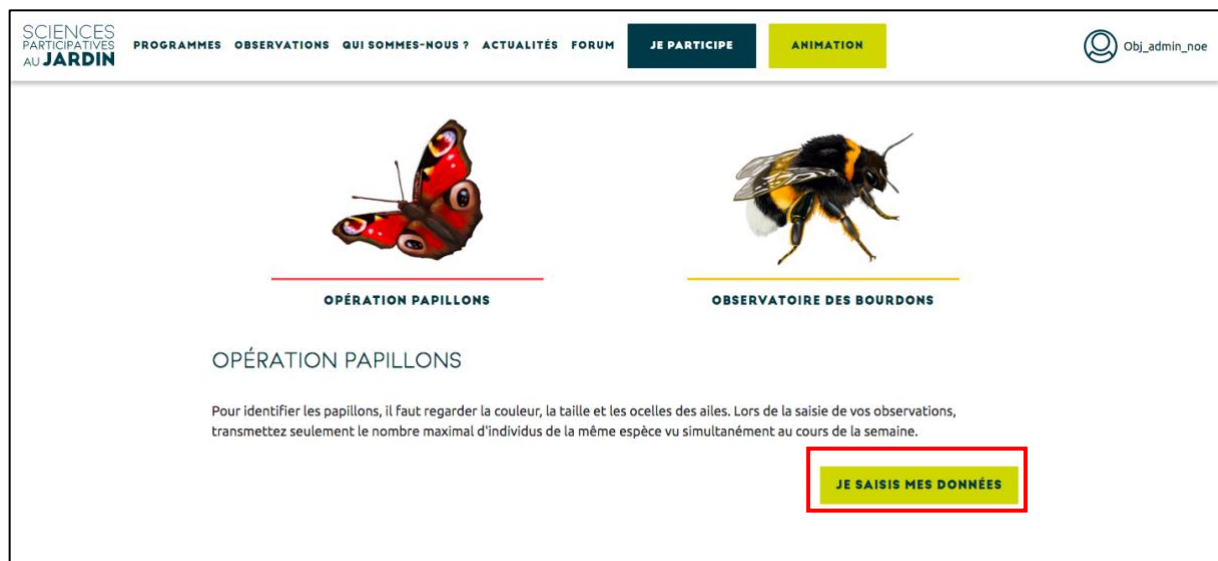 SCIENCES
PARTICIPATIVES
AU JARDIN
PROGRAMMES OBSERVATIONS QUI SOMMES-NOUS ? ACTUALITÉS FORUM JE PARTICIPE ANIMATION Obj_admin_noe
OPÉRATION PAPILLONS OBSERVATOIRE DES BOURDONS
OPÉRATION PAPILLONS
Pour identifier les papillons, il faut regarder la couleur, la taille et les ocelles des ailes. Lors de la saisie de vos observations,
transmettez seulement le nombre maximal d'individus de la même espèce vu simultanément au cours de la semaine.
JE SAISIS MES DONNÉES